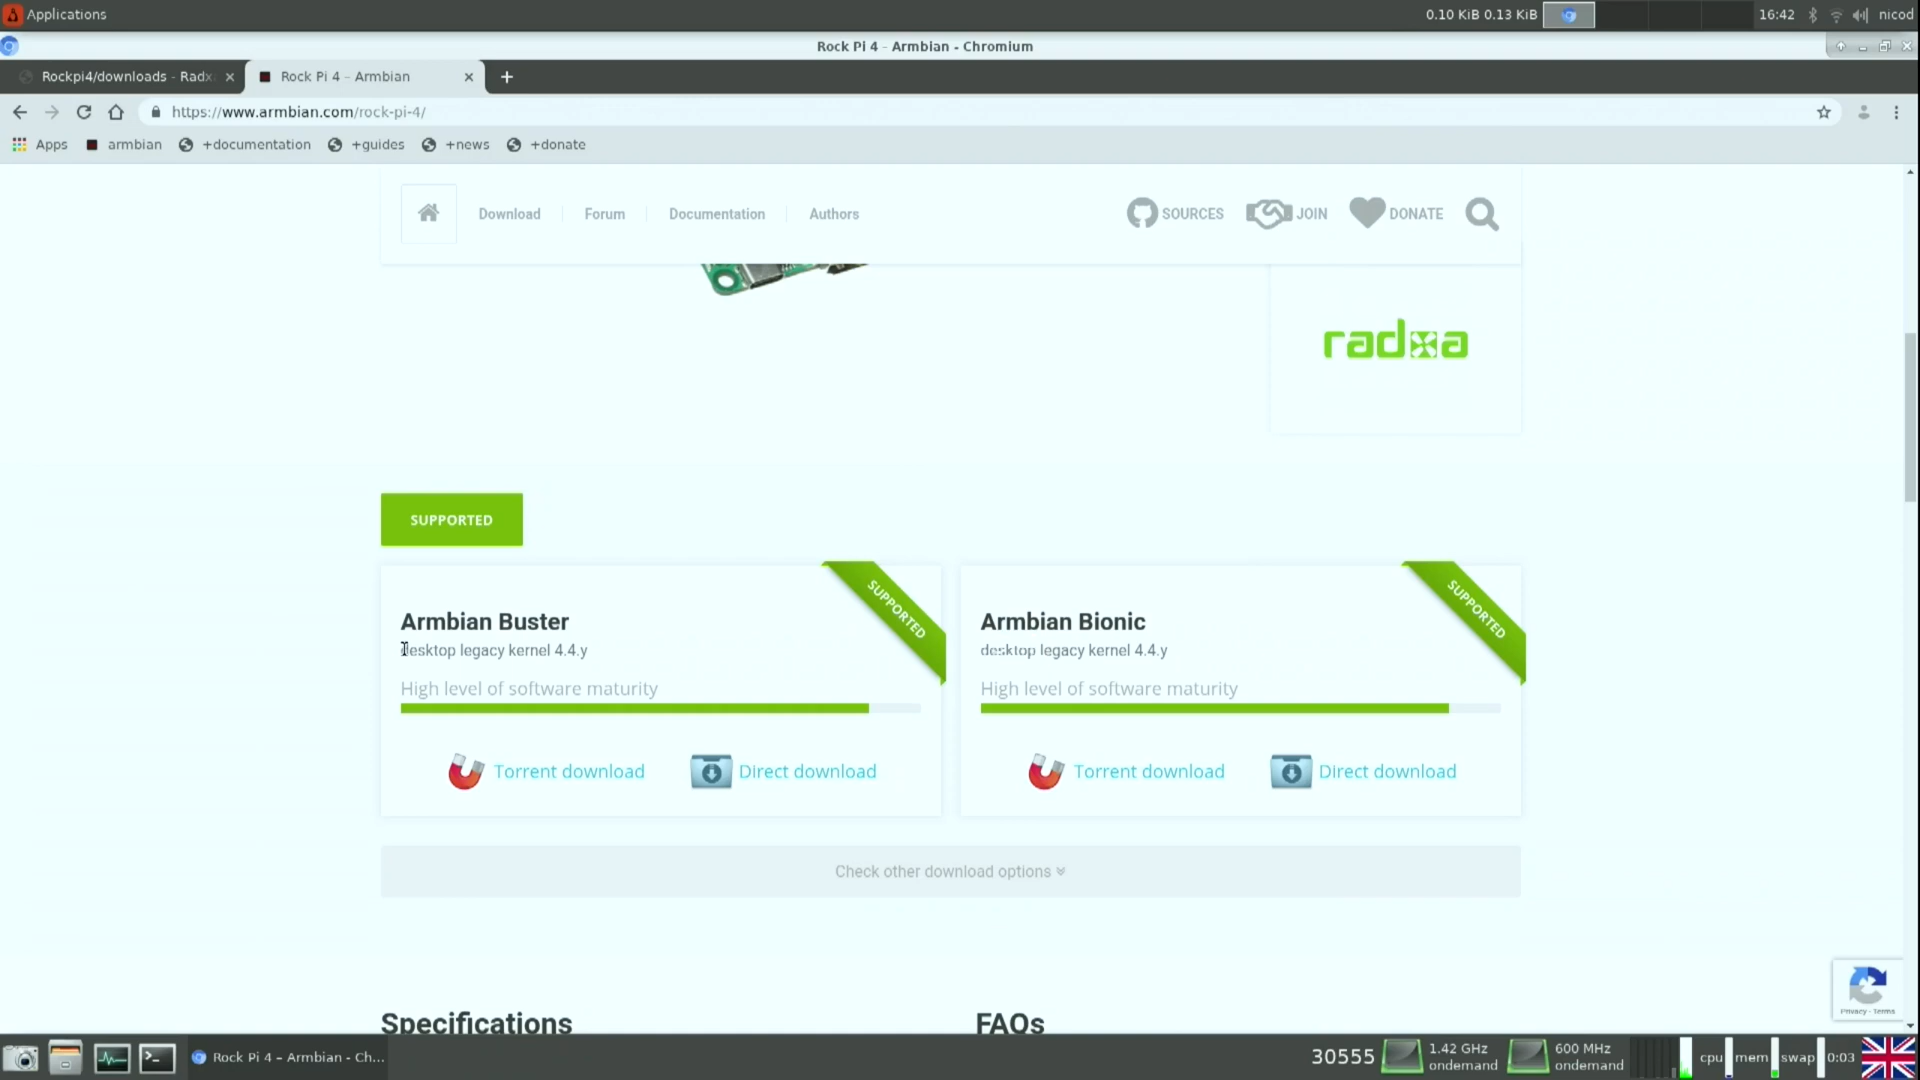 Applications
0.10 KiB 0.13 KiB
16:42
nicod
Rock Pi 4 - Armbian - Chromium
Rockpi4/downloads - Radx
Rock Pi 4 – Armbian
https://www.armbian.com/rock-pi-4/
Apps
armbian
+documentation
+guides
+news
+donate
Download
Forum
Documentation
Authors
SOURCES
JOIN
DONATE
radxa
SUPPORTED
SUPPORTED
Armbian Buster
desktop legacy kernel 4.4.y
High level of software maturity
Torrent download
Direct download
SUPPORTED
Armbian Bionic
desktop legacy kernel 4.4.y
High level of software maturity
Torrent download
Direct download
Check other download options
Specifications
FAQs
Privacy - Terms
Rock Pi 4 – Armbian - Ch...
30555
1.42 GHz
ondemand
600 MHz
ondemand
cpu
mem
swap
0:03